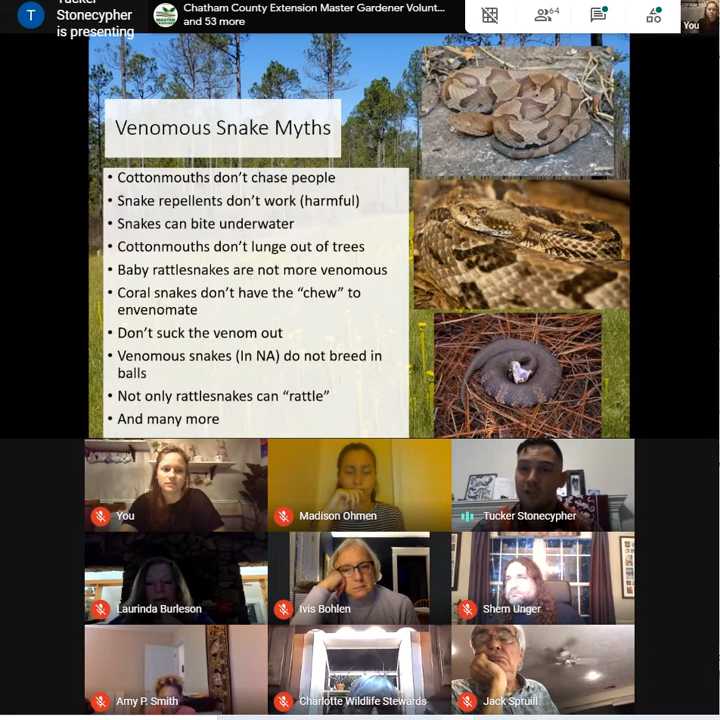 T
Tucker
Stonecypher
is presenting
Chatham County Extension Master Gardener Volunt...
and 53 more
64
You
Venomous Snake Myths
• Cottonmouths don't chase people
• Snake repellents don't work (harmful)
• Snakes can bite underwater
• Cottonmouths don't lunge out of trees
• Baby rattlesnakes are not more venomous
• Coral snakes don't have the "chew" to
envenomate
• Don't suck the venom out
• Venomous snakes (In NA) do not breed in
balls
• Not only rattlesnakes can "rattle"
• And many more
You
Madison Ohmen
Tucker Stonecypher
Laurinda Burleson
Ivis Bohlen
Shem Unger
Amy P. Smith
Charlotte Wildlife Stewards
Jack Spruill